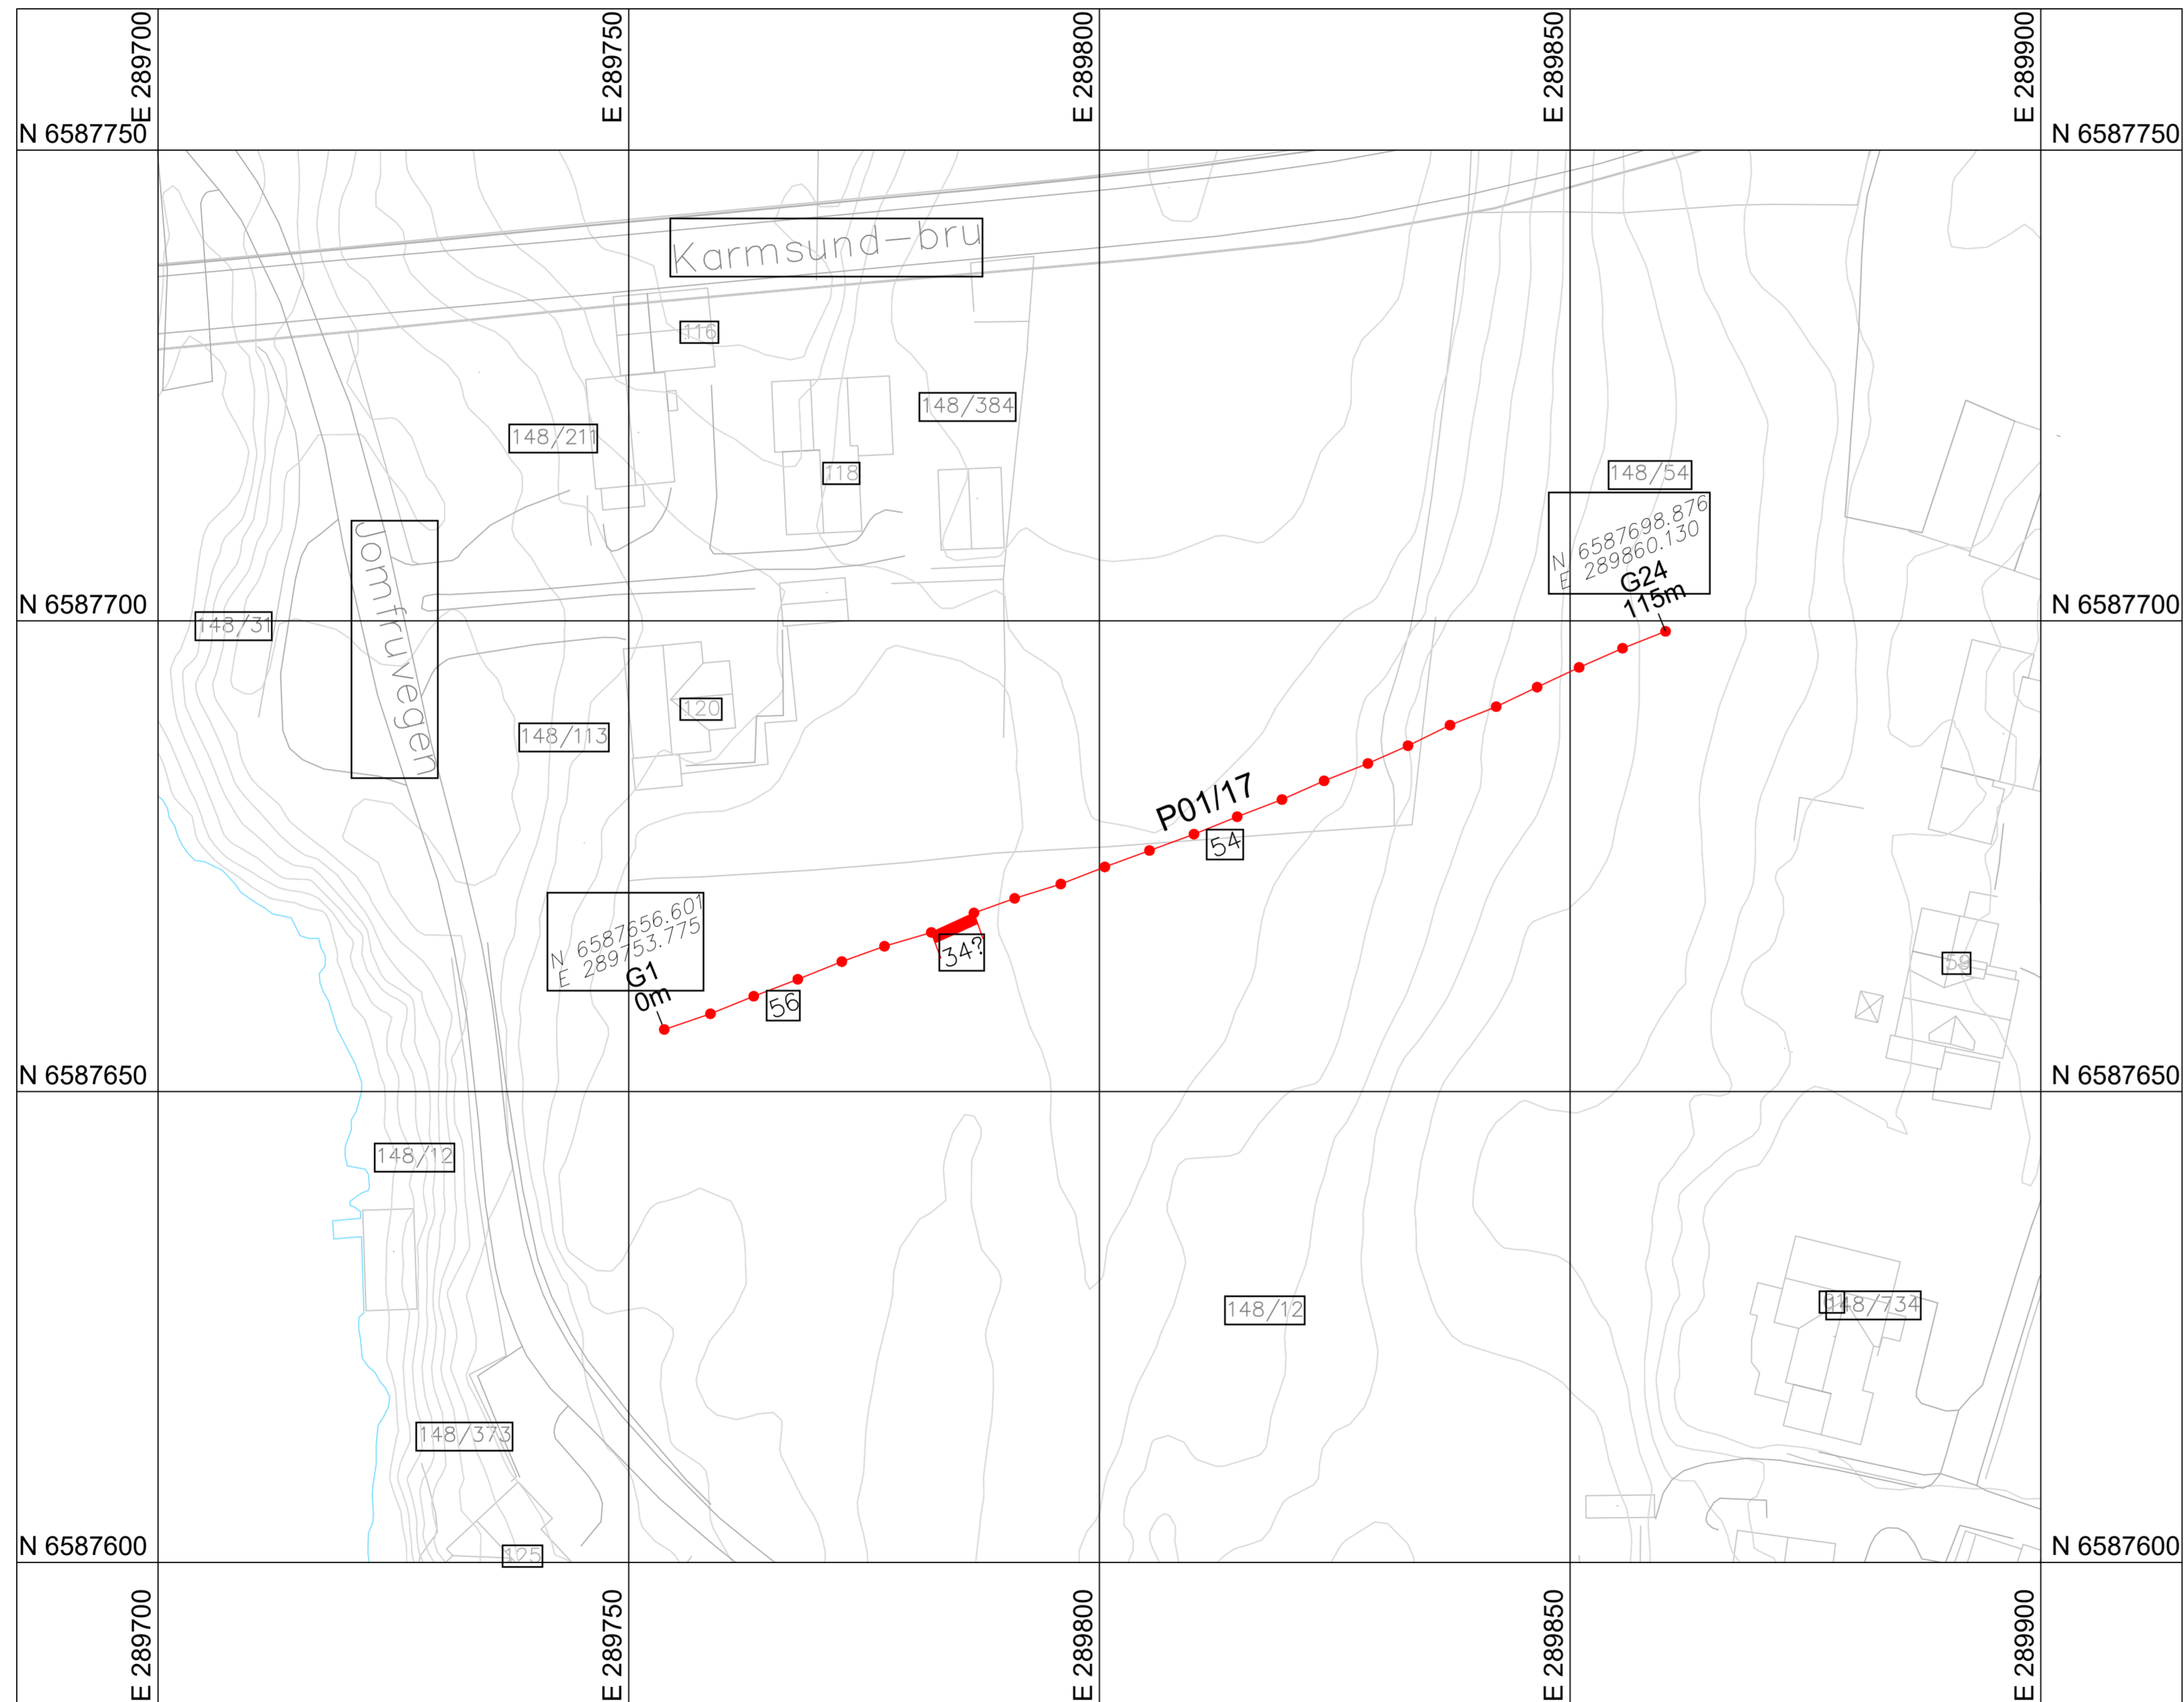 E 289700
E 289750
E 289800
E 289850
E 289900
N 6587750
N 6587750
Karmsund-bru
116
148/384
148/211
118
148/54
N 6587698.876
E 289860.130
G24
115m
Jomfruvegen
N 6587700
N 6587700
148/31
120
148/113
P01/17
54
N 6587656.601
E 289753.775
G1
0m
34?
56
59
N 6587650
N 6587650
148/12
148/12
148/734
148/373
N 6587600
125
N 6587600
E 289700
E 289750
E 289800
E 289850
E 289900